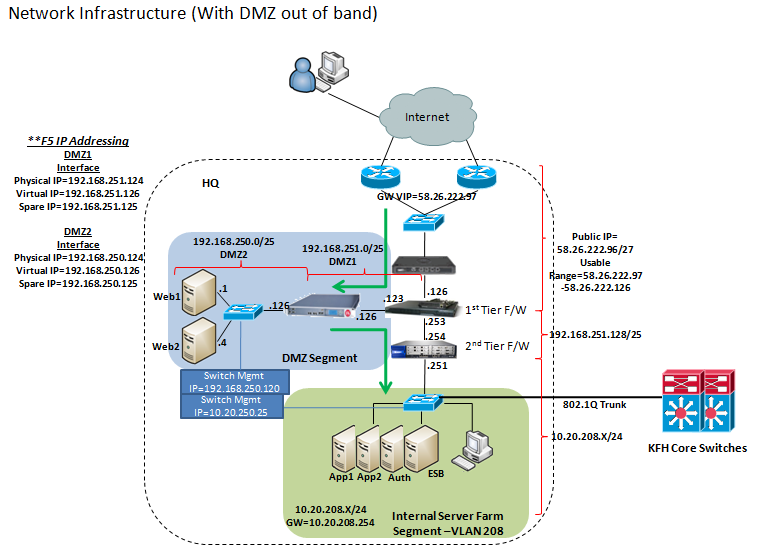 Network Infrastructure (With DMZ out of band)
Internet
**F5 IP Addressing
DMZ1
Interface
Physical IP=192.168.251.124
Virtual IP=192.168.251.126
Spare IP=192.168.251.125
DMZ2
Interface
Physical IP=192.168.250.124
Virtual IP=192.168.250.126
Spare IP=192.168.250.125
HQ
GW VIP=58.26.222.97
Public IP=
58.26.222.96/27
Usable
Range=58.26.222.97
-58.26.222.126
192.168.250.0/25
DMZ2
192.168.251.0/25
DMZ1
Web1
.1
.126
.126
.123
.126
1st Tier F/W
.253
Web2
.4
DMZ Segment
.254
2nd Tier F/W
.251
192.168.251.128/25
Switch Mgmt
IP=192.168.250.120
Switch Mgmt
IP=10.20.250.25
802.1Q Trunk
KFH Core Switches
10.20.208.X/24
App1
App2
Auth
ESB
10.20.208.X/24
GW=10.20.208.254
Internal Server Farm
Segment –VLAN 208